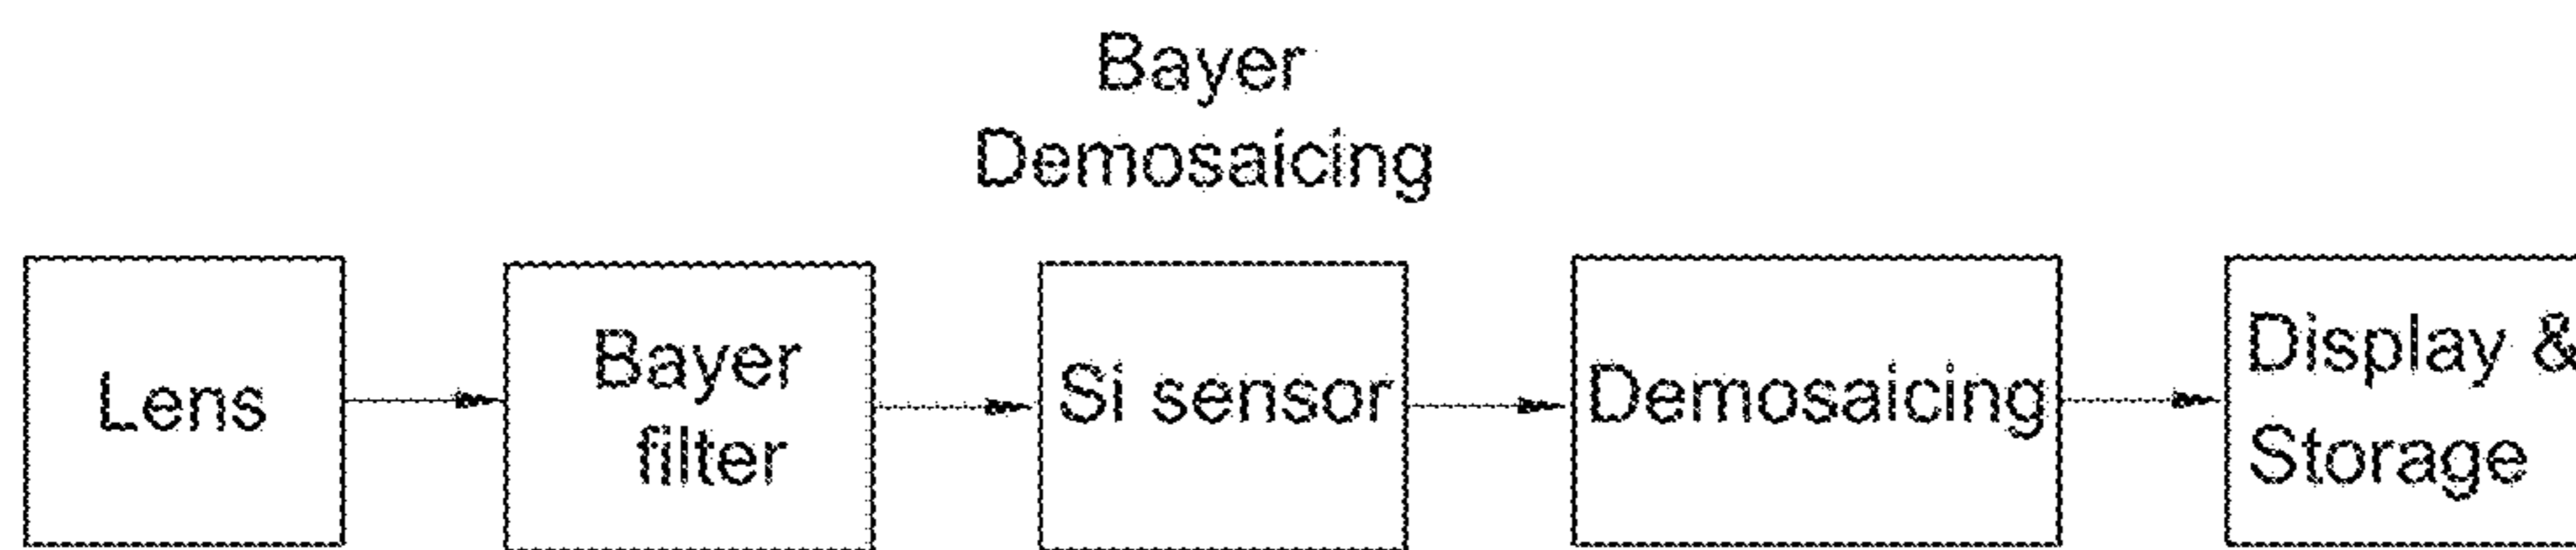 Bayer
Demosaicing
Lens
Bayer
filter
Si sensor
Demosaicing
Display &
Storage